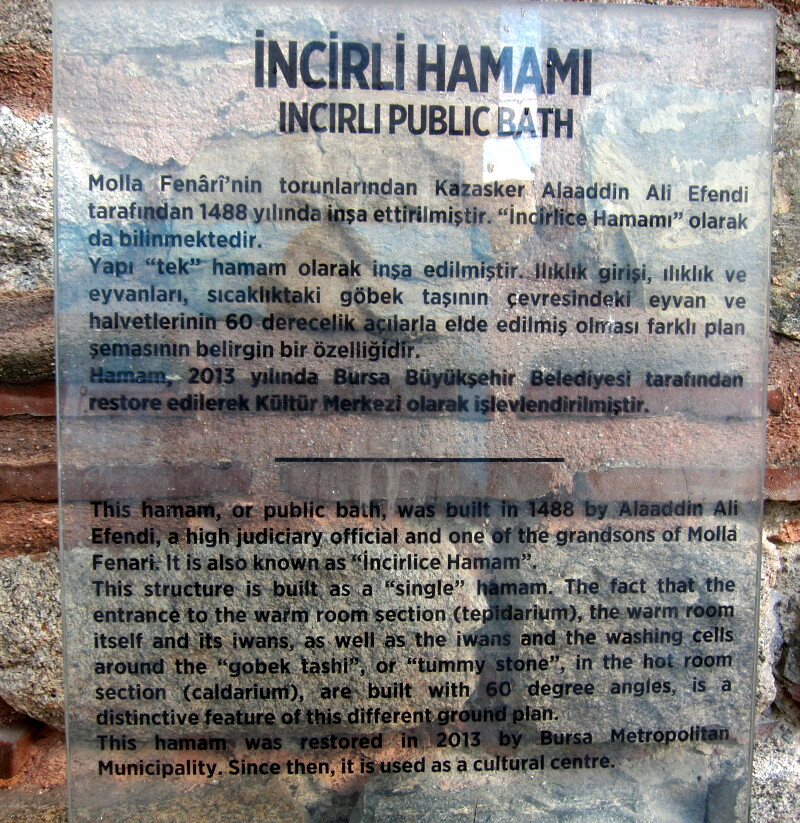 İNCİRLİ HAMAMI
INCIRLI PUBLIC BATH
Molla Fenârî'nin torunlarından Kazasker Alaaddin Ali Efendi
tarafından 1488 yılında inşa ettirilmiştir. "İncirlice Hamamı" olarak
da bilinmektedir.
Yapı "tek" hamam olarak inşa edilmiştir. Ilıklık girişi, ılıklık ve
eyvanları, sıcaklıktaki göbek taşının çevresindeki eyvan ve
halvetlerinin 60 derecelik açılarla elde edilmiş olması farklı plan
şemasının belirgin bir özelliğidir.
Hamam, 2013 yılında Bursa Büyükşehir Belediyesi tarafından
restore edilerek Kültür Merkezi olarak işlevlendirilmiştir.
This hamam, or public bath, was built in 1488 by Alaaddin Ali
Efendi, a high judiciary official and one of the grandsons of Molla
Fenari. It is also known as "İncirlice Hamam".
This structure is built as a "single" hamam. The fact that the
entrance to the warm room section (tepidarium), the warm room
itself and its iwans, as well as the iwans and the washing cells
around the "gobek tashi", or "tummy stone", in the hot room
section (caldarium), are built with 60 degree angles, is a
distinctive feature of this different ground plan.
This hamam was restored in 2013 by Bursa Metropolitan
Municipality. Since then, it is used as a cultural centre.